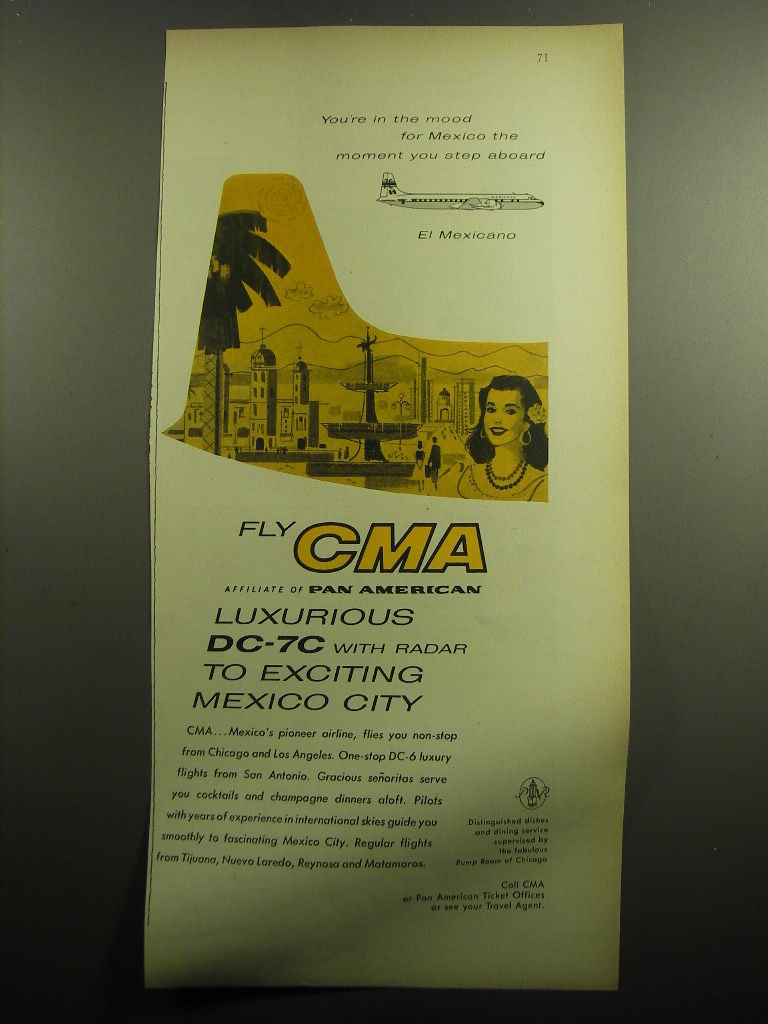 71
You're in the mood
for Mexico the
moment you step aboard
El Mexicano
FLY CMA
AFFILIATE OF PAN AMERICAN
LUXURIOUS
DC-7C WITH RADAR
TO EXCITING
MEXICO CITY
CMA...Mexico's pioneer airline, flies you non-stop
from Chicago and Los Angeles. One-stop DC-6 luxury
flights from San Antonio. Gracious señoritas serve
you cocktails and champagne dinners aloft. Pilots
with years of experience in international skies guide you
smoothly to fascinating Mexico City. Regular flights
from Tijuana, Nuevo Laredo, Reynosa and Matamoros.
Distinguished dishes
and dining service
supervised by
the fabulous
Pump Room of Chicago
Call CMA
or Pan American Ticket Offices
or see your Travel Agent.